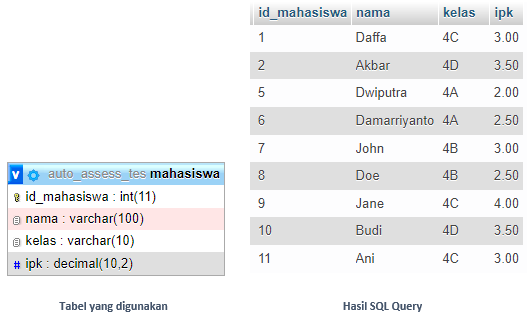 id_mahasiswa nama kelas ipk
1 Daffa 4C 3.00
2 Akbar 4D 3.50
5 Dwiputra 4A 2.00
6 Damarriyanto 4A 2.50
7 John 4B 3.00
8 Doe 4B 2.50
9 Jane 4C 4.00
10 Budi 4D 3.50
11 Ani 4C 3.00
v auto_assess_tes mahasiswa
id_mahasiswa : int(11)
nama : varchar(100)
kelas : varchar(10)
# ipk : decimal(10,2)
Tabel yang digunakan
Hasil SQL Query